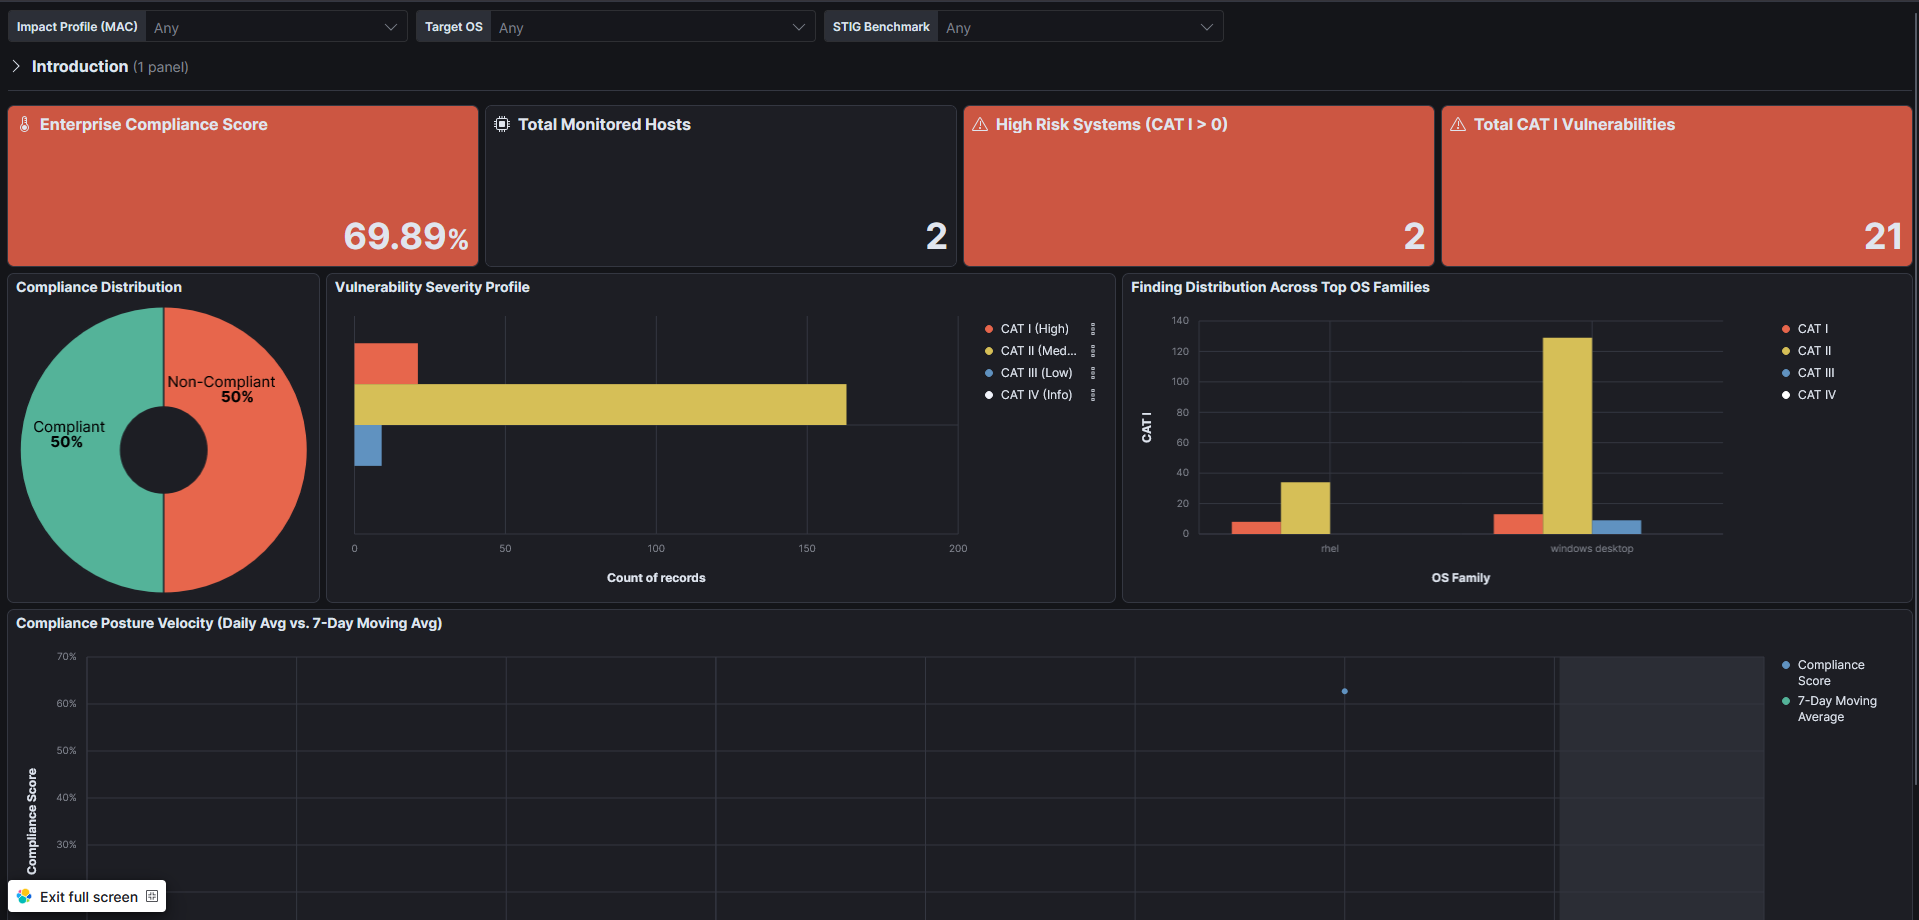 Impact Profile (MAC) Any Target OS Any STIG Benchmark Any
Introduction (1 panel)
Enterprise Compliance Score
69.89%
Total Monitored Hosts
2
High Risk Systems (CAT I > 0)
2
Total CAT I Vulnerabilities
21
Compliance Distribution
Non-Compliant
50%
Compliant
50%
Vulnerability Severity Profile
CAT I (High)
CAT II (Med...
CAT III (Low)
CAT IV (Info)
0 50 100 150 200
Count of records
Finding Distribution Across Top OS Families
140
120
100
80
60
40
20
0
CAT I
rhel windows desktop
OS Family
CAT I
CAT II
CAT III
CAT IV
Compliance Posture Velocity (Daily Avg vs. 7-Day Moving Avg)
70%
60%
50%
40%
30%
Compliance Score
Compliance
Score
7-Day Moving
Average
Exit full screen